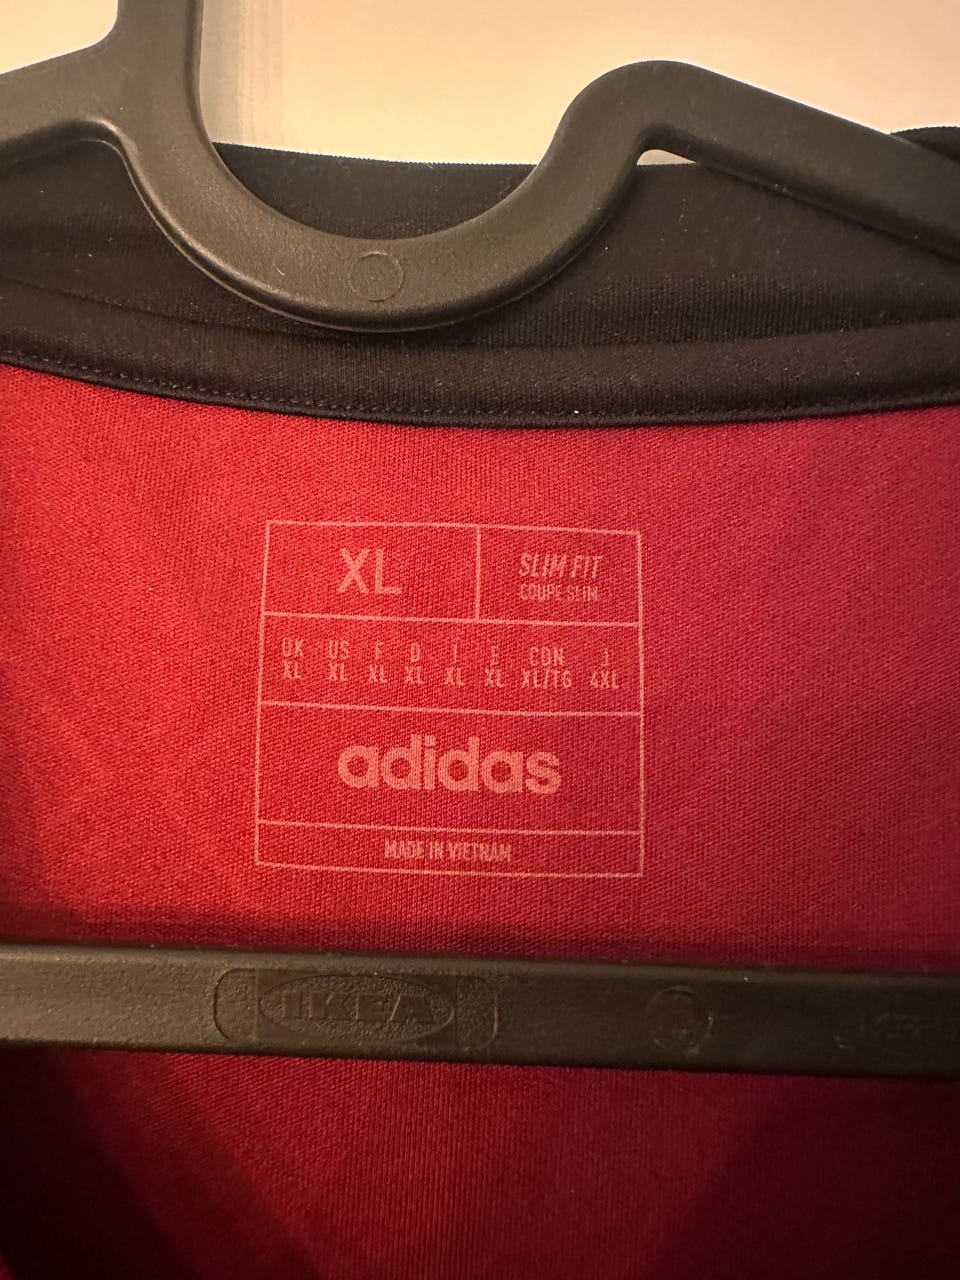 XL
SLIM FIT
COUPE SLIM
UK US F D I E CDN J
XL XL XL XL XL XL XL/TG 4XL
adidas
MADE IN VIETNAM
IKEA